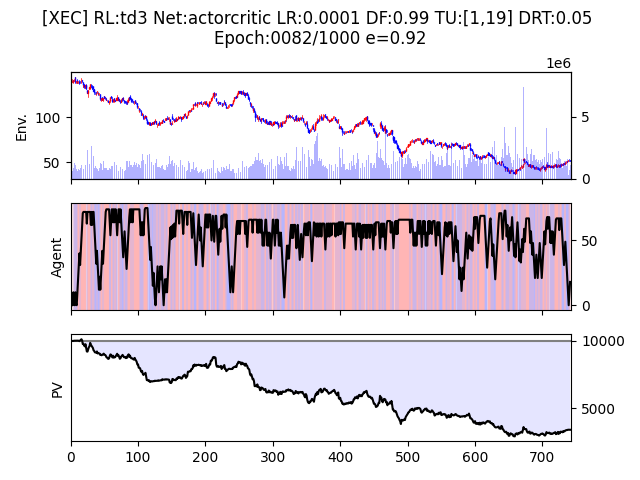 [XEC] RL:td3 Net:actorcritic LR:0.0001 DF:0.99 TU:[1,19] DRT:0.05
Epoch:0082/1000 e=0.92
1e6
Env.
100
50
5
0
Agent
50
0
PV
10000
5000
0 100 200 300 400 500 600 700